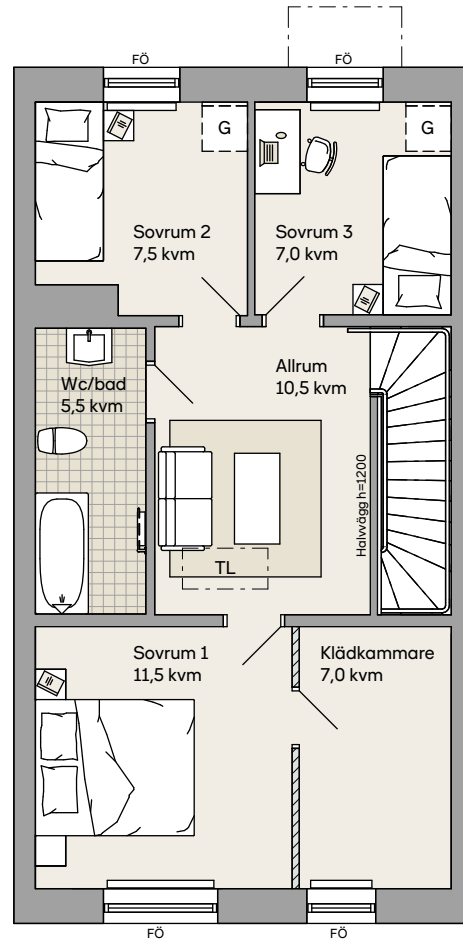 FÖ
FÖ
G
G
Sovrum 2
7,5 kvm
Sovrum 3
7,0 kvm
Wc/bad
5,5 kvm
Allrum
10,5 kvm
Halvvägg h=1200
TL
Sovrum 1
11,5 kvm
Klädkammare
7,0 kvm
FÖ
FÖ